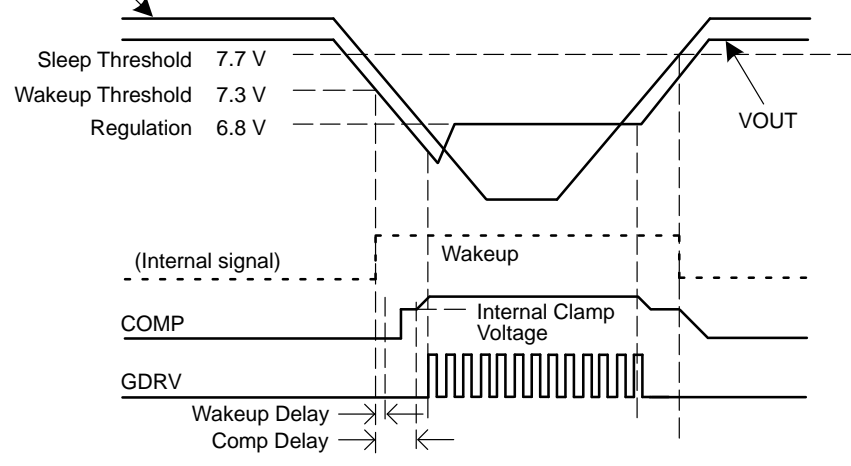 Sleep Threshold 7.7 V
Wakeup Threshold 7.3 V
Regulation 6.8 V
VOUT
(Internal signal)
Wakeup
COMP
Internal Clamp
Voltage
GDRV
Wakeup Delay
Comp Delay